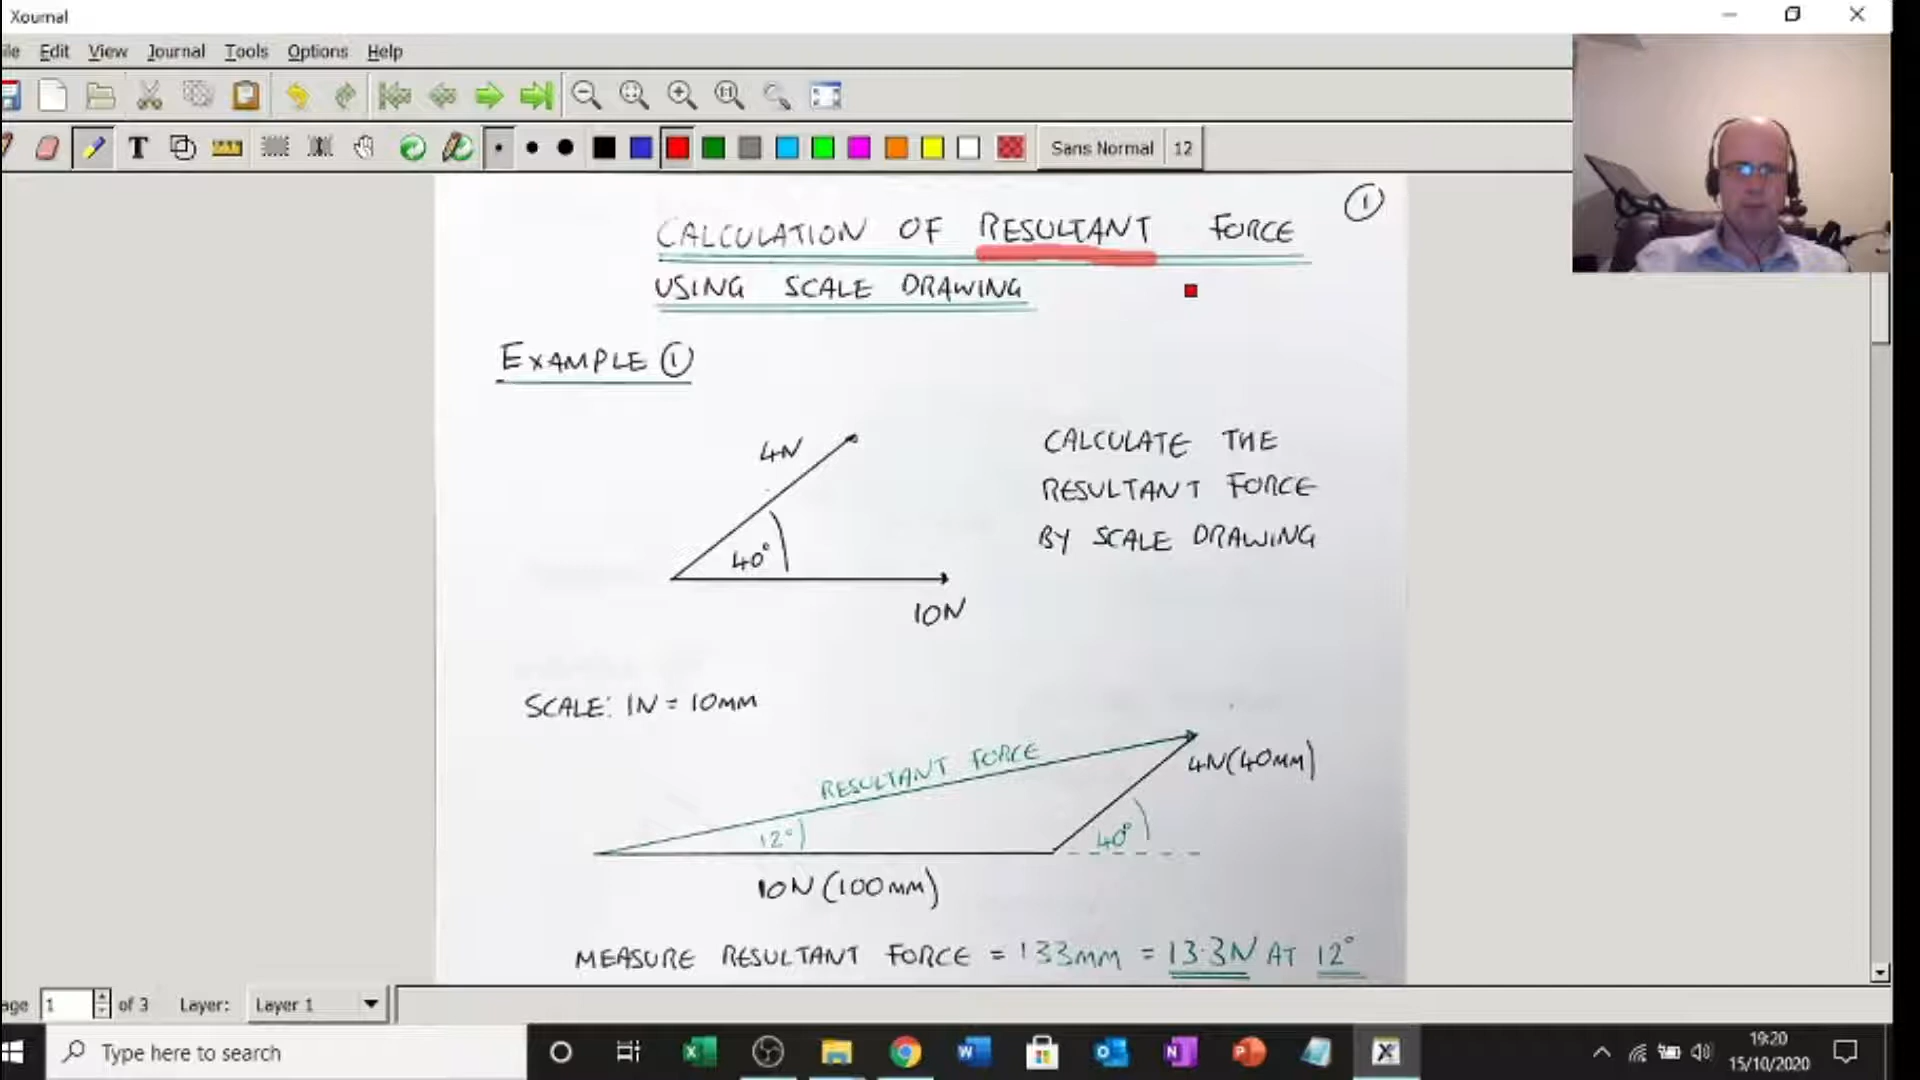 Xournal
Edit View Journal Tools Options Help
T
Sans Normal 12
CALCULATION OF RESULTANT FORCE
USING SCALE DRAWING
1
EXAMPLE 1
4N
40°
10N
CALCULATE THE
RESULTANT FORCE
BY SCALE DRAWING
SCALE: 1N = 10MM
RESULTANT FORCE
4N(40MM)
12°
40°
10N(100MM)
MEASURE RESULTANT FORCE = 133MM = 13.3N AT 12°
age 1 of 3 Layer: Layer 1
Type here to search
19:20
15/10/2020